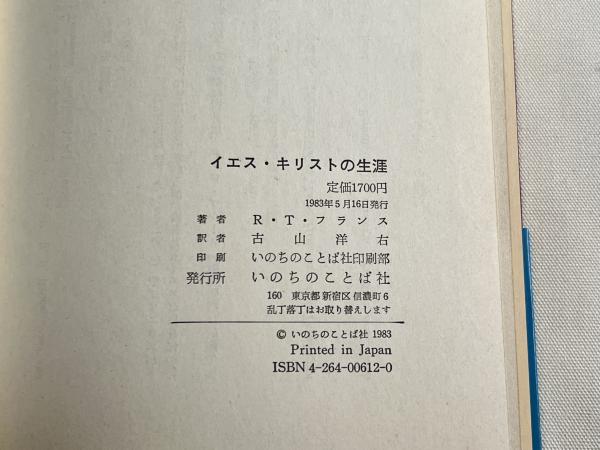 イエス・キリストの生涯
定価1700円
1983年5月16日発行
著者 R・T・フランス
訳者 古山洋右
印刷 いのちのことば社印刷部
発行所 いのちのことば社
160 東京都新宿区信濃町6
乱丁落丁はお取り替えします
© いのちのことば社 1983
Printed in Japan
ISBN 4-264-00612-0